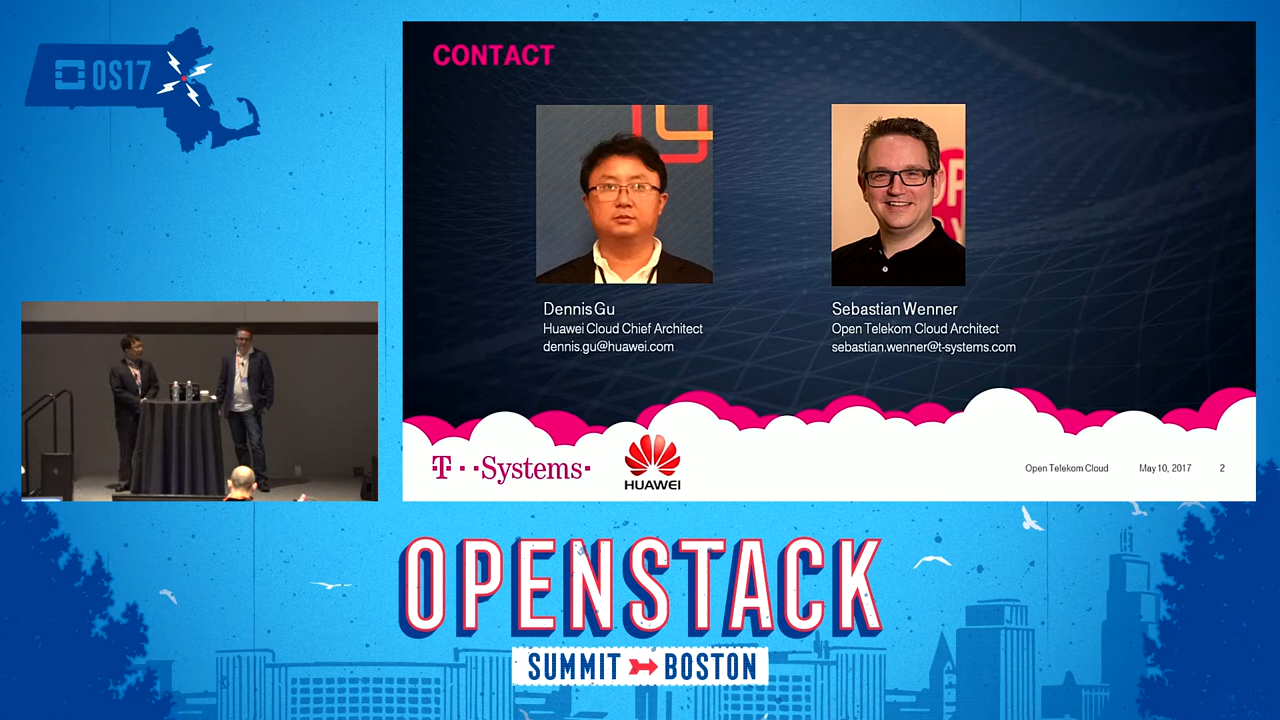 OS17
CONTACT
Dennis Gu
Huawei Cloud Chief Architect
dennis.gu@huawei.com
Sebastian Wenner
Open Telekom Cloud Architect
sebastian.wenner@t-systems.com
T··Systems·
HUAWEI
Open Telekom Cloud May 10, 2017 2
OPENSTACK
SUMMIT BOSTON